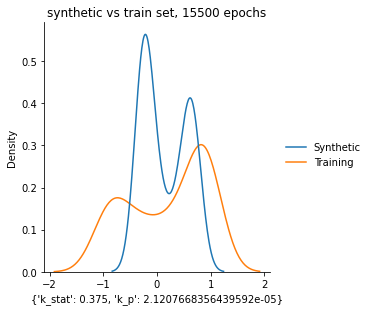 synthetic vs train set, 15500 epochs
Density
0.5
0.4
0.3
0.2
0.1
0.0
−2 −1 0 1 2
{'k_stat': 0.375, 'k_p': 2.1207668356439592e-05}
Synthetic
Training